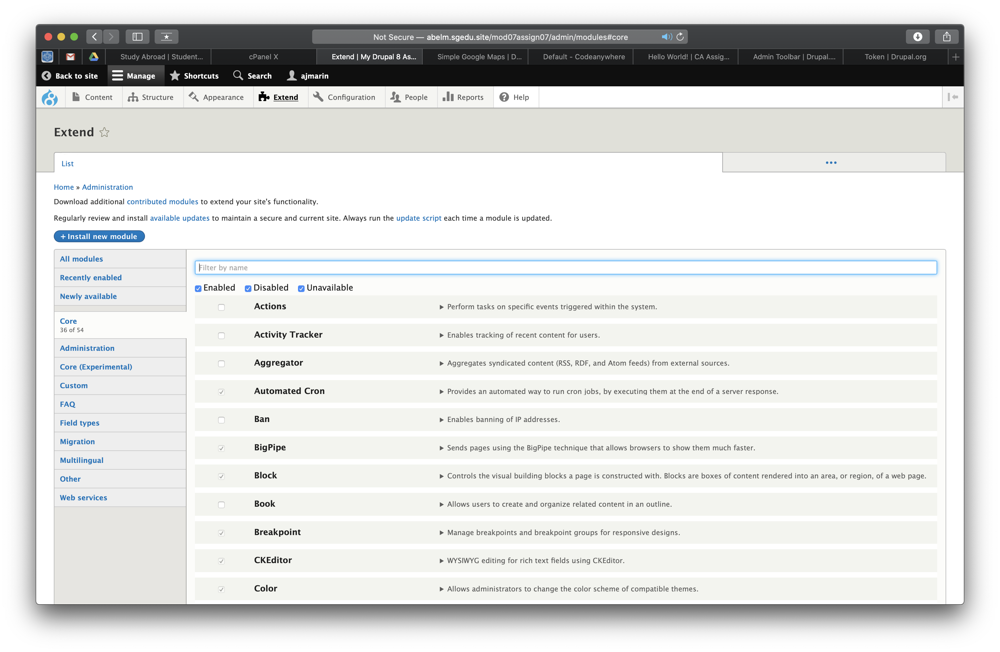 Not Secure — abelm.sgedu.site/mod07assign07/admin/modules#core
Study Abroad | Student... cPanel X Extend | My Drupal 8 As... Simple Google Maps | D... Default - Codeanywhere Hello World! | CA Assig... Admin Toolbar | Drupal.... Token | Drupal.org
Back to site Manage Shortcuts Search ajmarin
Content Structure Appearance Extend Configuration People Reports Help
Extend
List
Home » Administration
Download additional contributed modules to extend your site's functionality.
Regularly review and install available updates to maintain a secure and current site. Always run the update script each time a module is updated.
+ Install new module
All modules
Recently enabled
Newly available
Core
36 of 54
Administration
Core (Experimental)
Custom
FAQ
Field types
Migration
Multilingual
Other
Web services
Filter by name
Enabled Disabled Unavailable
Actions Perform tasks on specific events triggered within the system.
Activity Tracker Enables tracking of recent content for users.
Aggregator Aggregates syndicated content (RSS, RDF, and Atom feeds) from external sources.
Automated Cron Provides an automated way to run cron jobs, by executing them at the end of a server response.
Ban Enables banning of IP addresses.
BigPipe Sends pages using the BigPipe technique that allows browsers to show them much faster.
Block Controls the visual building blocks a page is constructed with. Blocks are boxes of content rendered into an area, or region, of a web page.
Book Allows users to create and organize related content in an outline.
Breakpoint Manage breakpoints and breakpoint groups for responsive designs.
CKEditor WYSIWYG editing for rich text fields using CKEditor.
Color Allows administrators to change the color scheme of compatible themes.